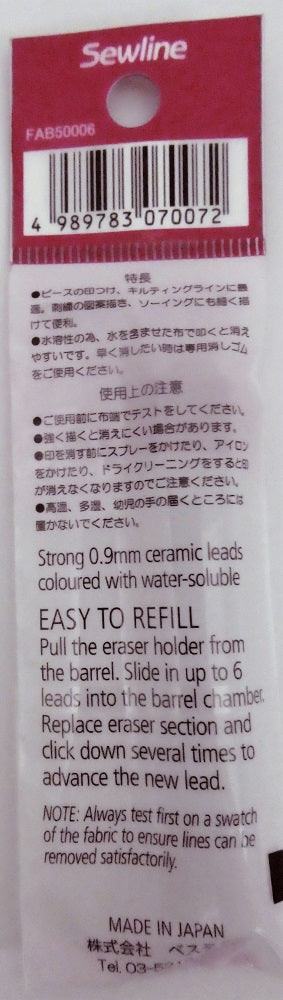 Sewline
FAB50006
4 989783 070072
特長
●ピースの印つけ、キルティングラインに最
適。刺繍の図案描き、ソーイングにも細く描
けて便利。
●水溶性の為、水を含ませた布で叩くと消え
やすいです。早く消したい時は専用消しゴム
をご使用ください。
使用上の注意
●ご使用前に布端でテストをしてください。
●強く描くと消えにくい場合があります。
●印を消す前にスプレーをかけたり、アイロン
をかけたり、ドライクリーニングをすると印
が消えなくなりますのでご注意ください。
●高温、多湿、幼児の手の届くところには
置かないでください。
Strong 0.9mm ceramic leads
coloured with water-soluble
EASY TO REFILL
Pull the eraser holder from
the barrel. Slide in up to 6
leads into the barrel chamber.
Replace eraser section and
click down several times to
advance the new lead.
NOTE: Always test first on a swatch
of the fabric to ensure lines can be
removed satisfactorily.
MADE IN JAPAN
株式会社 ベス
Tel. 03-5